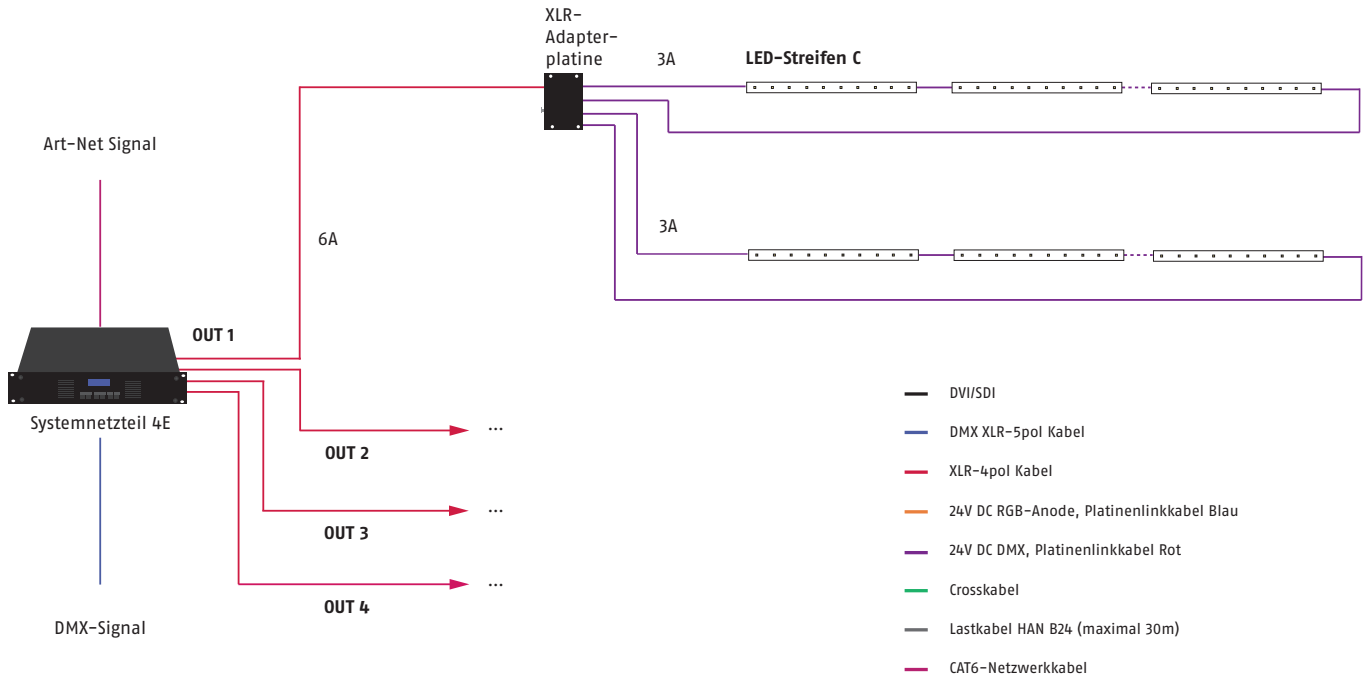 XLR-
Adapter-
platine
3A
LED-Streifen C
Art-Net Signal
6A
3A
OUT 1
Systemnetzteil 4E
OUT 2
...
OUT 3
...
OUT 4
...
DMX-Signal
DVI/SDI
DMX XLR-5pol Kabel
XLR-4pol Kabel
24V DC RGB-Anode, Platinenlinkkabel Blau
24V DC DMX, Platinenlinkkabel Rot
Crosskabel
Lastkabel HAN B24 (maximal 30m)
CAT6-Netzwerkkabel